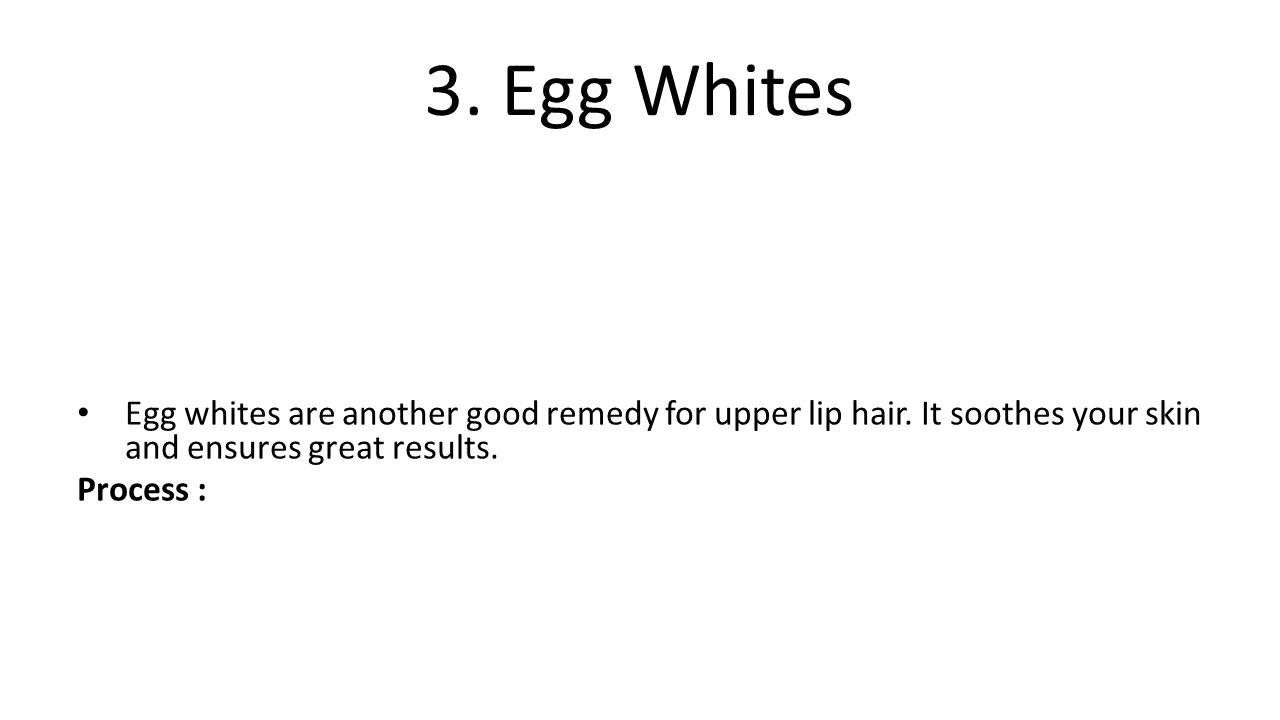 3. Egg Whites
• Egg whites are another good remedy for upper lip hair. It soothes your skin
and ensures great results.
Process :